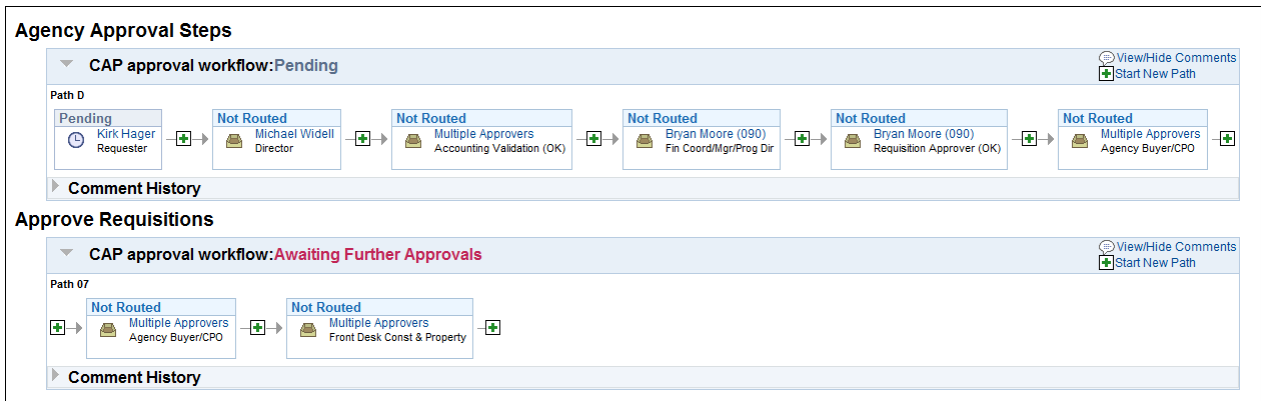 Agency Approval Steps
CAP approval workflow:Pending
View/Hide Comments
Start New Path
Path D
Pending
Kirk Hager
Requester
Not Routed
Michael Widell
Director
Not Routed
Multiple Approvers
Accounting Validation (OK)
Not Routed
Bryan Moore (090)
Fin Coord/Mgr/Prog Dir
Not Routed
Bryan Moore (090)
Requisition Approver (OK)
Not Routed
Multiple Approvers
Agency Buyer/CPO
Comment History
Approve Requisitions
CAP approval workflow:Awaiting Further Approvals
View/Hide Comments
Start New Path
Path 07
Not Routed
Multiple Approvers
Agency Buyer/CPO
Not Routed
Multiple Approvers
Front Desk Const & Property
Comment History